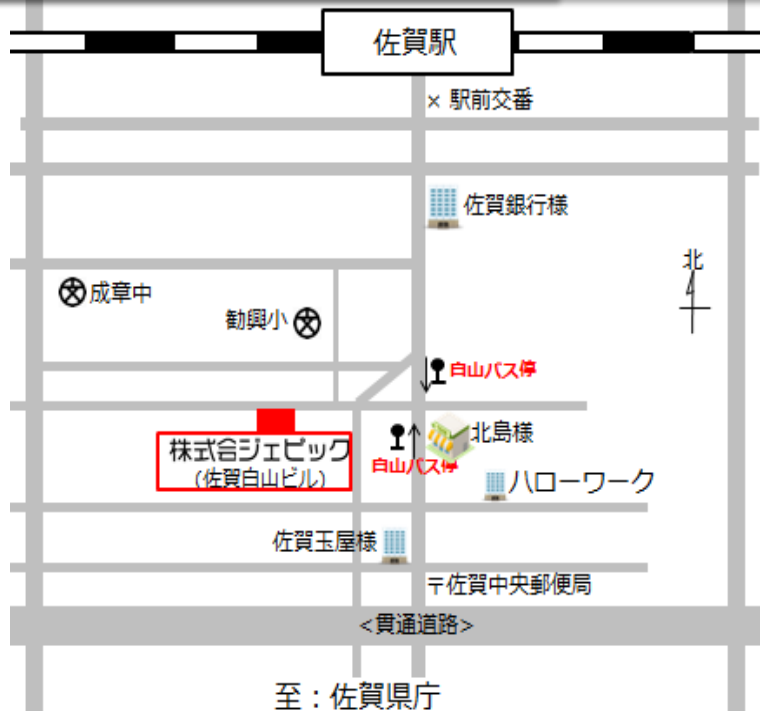 佐賀駅
× 駅前交番
佐賀銀行様
北
成章中
勧興小
白山バス停
北島様
白山バス停
株式会ジェピック
(佐賀白山ビル)
ハローワーク
佐賀玉屋様
〒佐賀中央郵便局
<貫通道路>
至：佐賀県庁